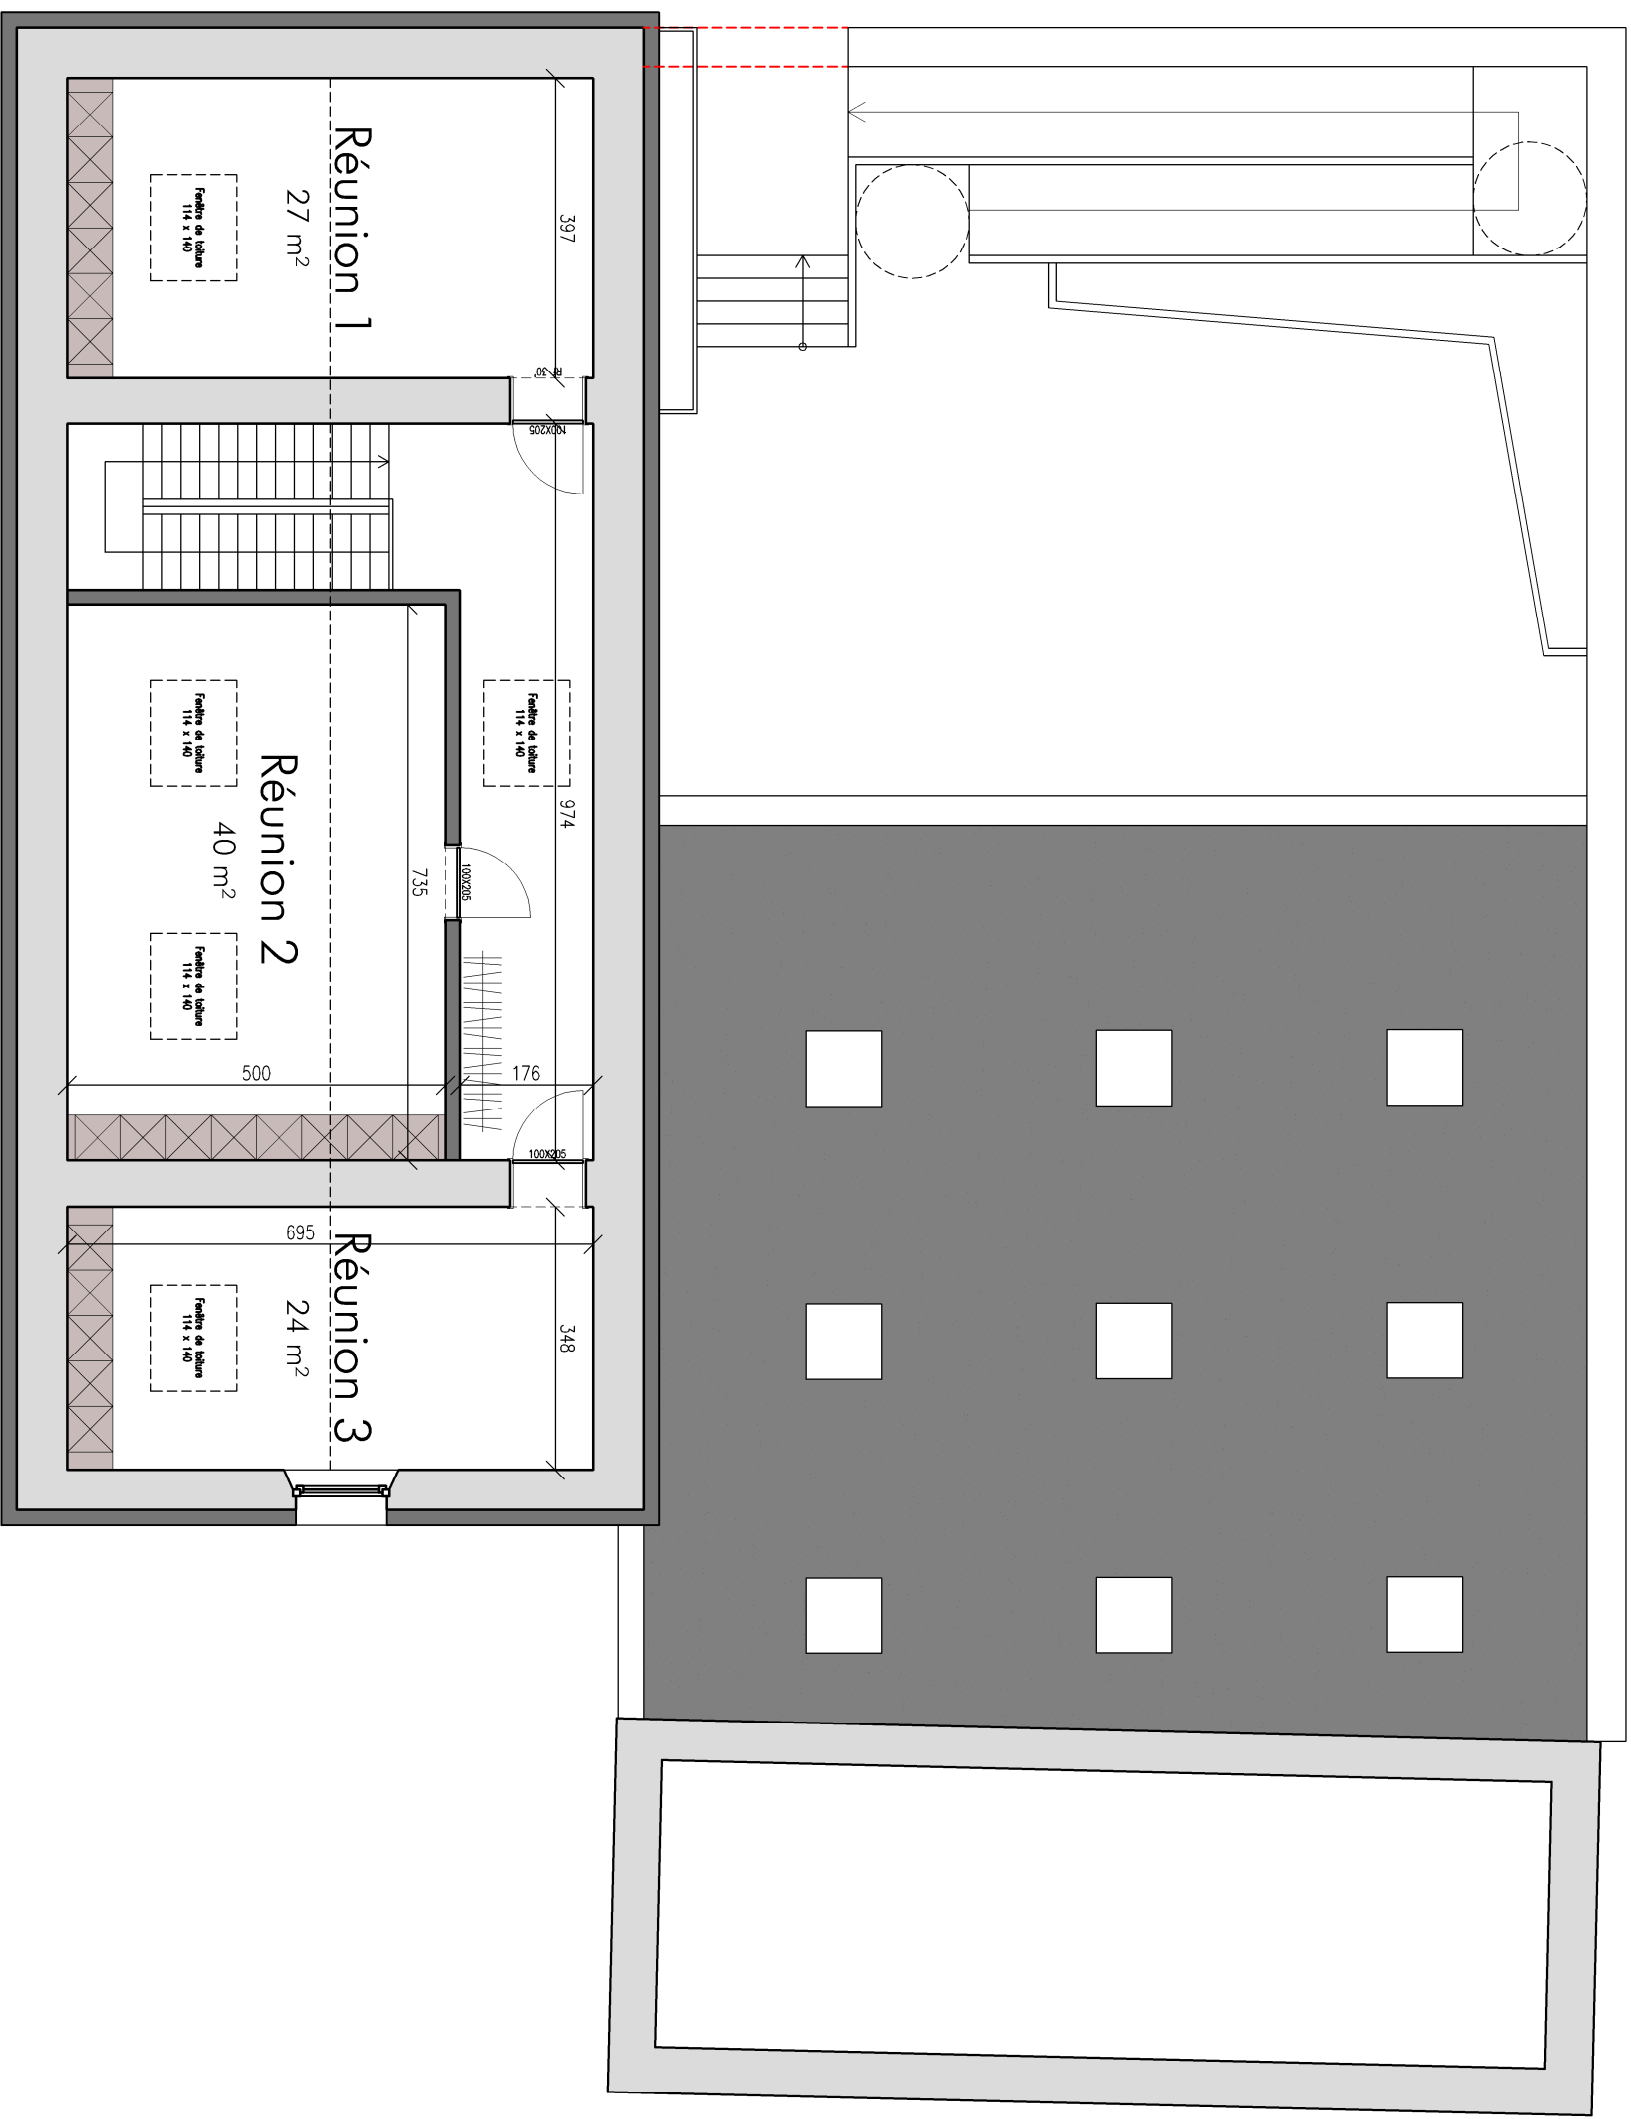 Réunion 1
27 m²
Fenêtre de toiture
114 x 140
397
RF 30'
100X205
Réunion 2
40 m²
Fenêtre de toiture
114 x 140
Fenêtre de toiture
114 x 140
Fenêtre de toiture
114 x 140
974
735
100X205
500
176
100X205
695
Réunion 3
24 m²
Fenêtre de toiture
114 x 140
348